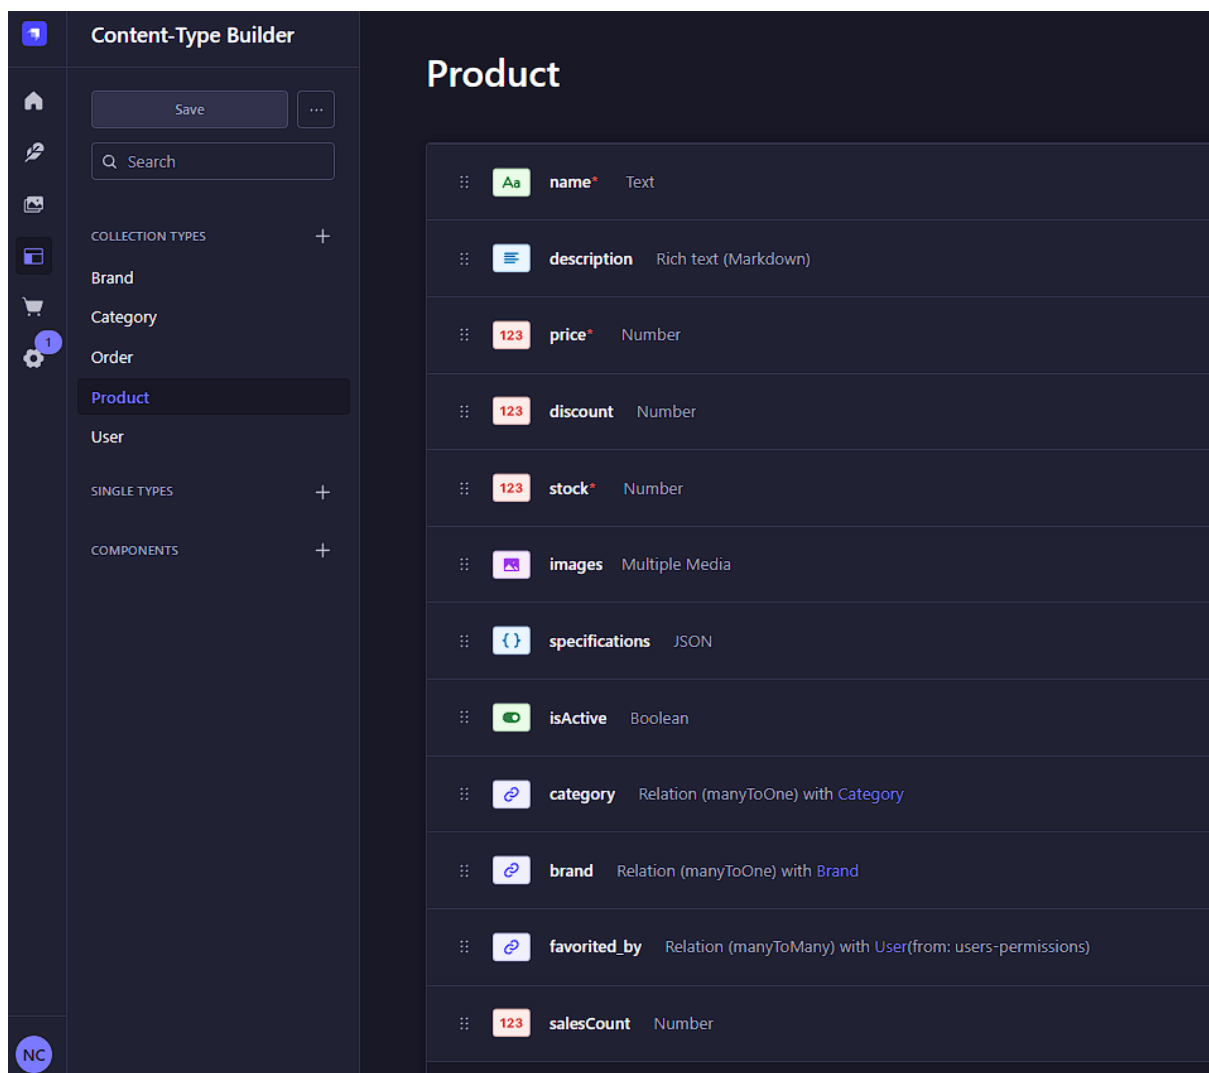 Content-Type Builder
Save
...
Search
COLLECTION TYPES
Brand
Category
1
Order
Product
User
SINGLE TYPES
COMPONENTS
NC
Product
Aa name* Text
description Rich text (Markdown)
123 price* Number
123 discount Number
123 stock* Number
images Multiple Media
{} specifications JSON
isActive Boolean
category Relation (manyToOne) with Category
brand Relation (manyToOne) with Brand
favorited_by Relation (manyToMany) with User(from: users-permissions)
123 salesCount Number